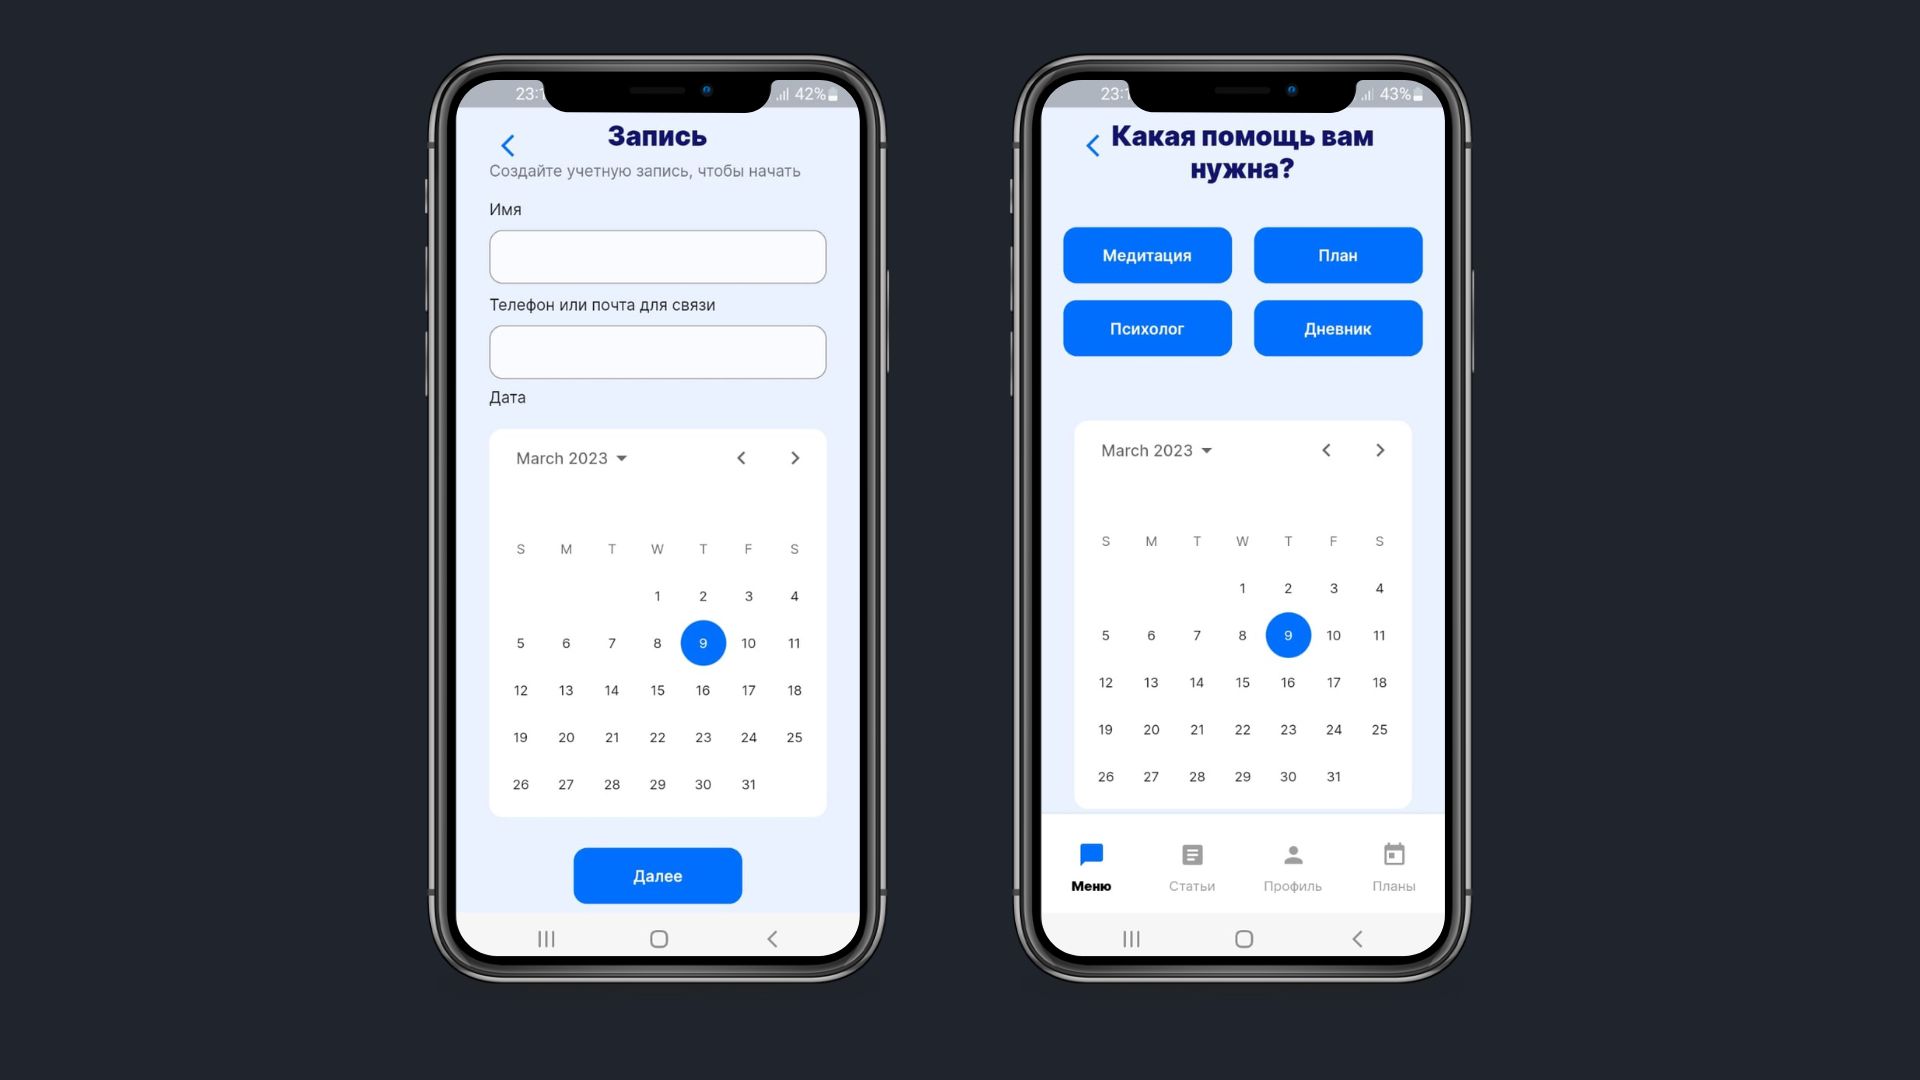 23:1
42%
Запись
Создайте учетную запись, чтобы начать
Имя
Телефон или почта для связи
Дата
March 2023
S M T W T F S
1 2 3 4
5 6 7 8 9 10 11
12 13 14 15 16 17 18
19 20 21 22 23 24 25
26 27 28 29 30 31
Далее
23:1
43%
Какая помощь вам
нужна?
Медитация План
Психолог Дневник
March 2023
S M T W T F S
1 2 3 4
5 6 7 8 9 10 11
12 13 14 15 16 17 18
19 20 21 22 23 24 25
26 27 28 29 30 31
Меню Статьи Профиль Планы